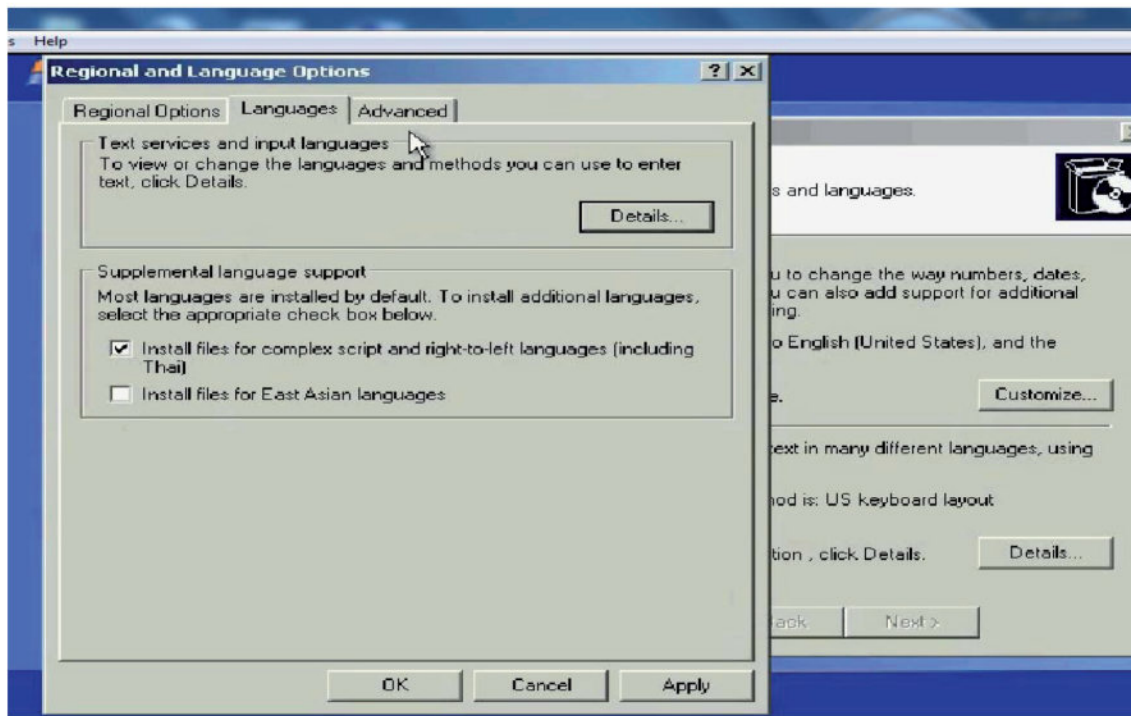 s Help
Regional and Language Options
Regional Options
Languages
Advanced
Text services and input languages
To view or change the languages and methods you can use to enter
text, click Details.
Details...
Supplemental language support
Most languages are installed by default. To install additional languages,
select the appropriate check box below.
Install files for complex script and right-to-left languages (including
Thai)
Install files for East Asian languages
OK
Cancel
Apply
s and languages.
u to change the way numbers, dates,
u can also add support for additional
ing.
o English (United States), and the
e.
Customize...
text in many different languages, using
nod is: US keyboard layout
tion , click Details.
Details...
Back
Next >